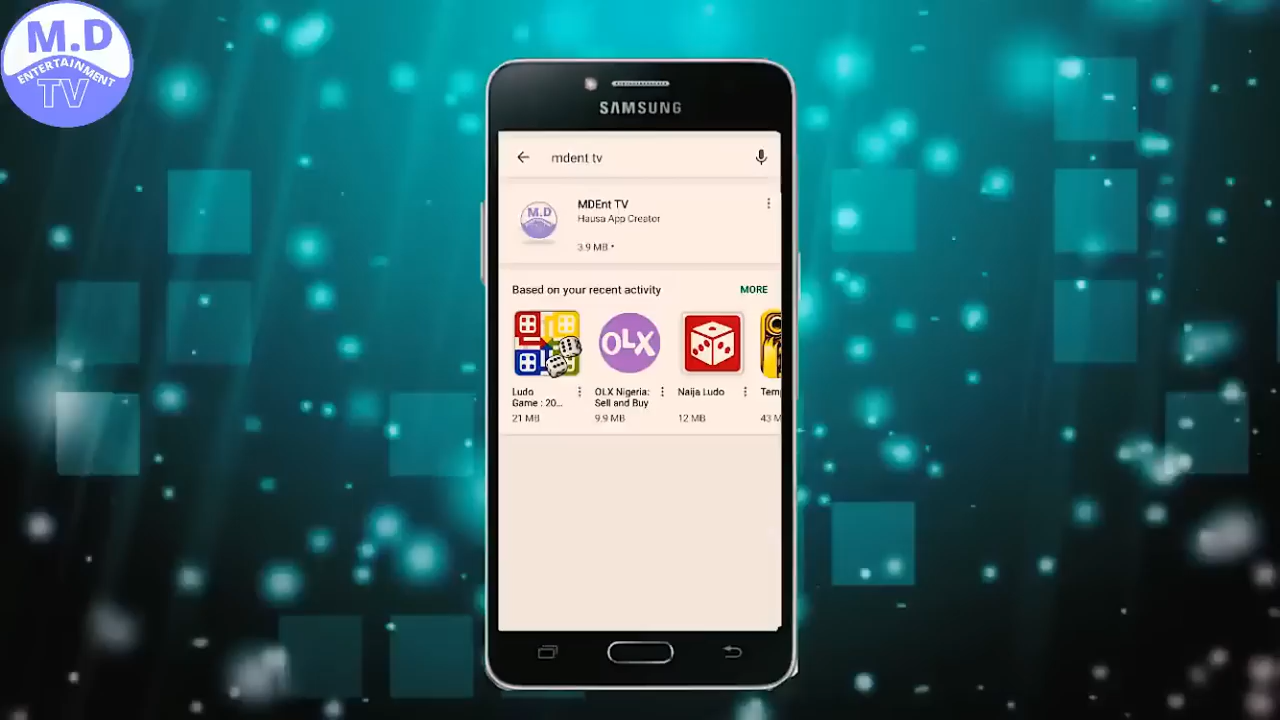 M.D
ENTERTAINMENT
TV
SAMSUNG
mdent tv
MDEnt TV
Hausa App Creator
M.D
3.9 MB •
Based on your recent activity
MORE
OLX
Ludo
Game : 20...
21 MB
OLX Nigeria:
Sell and Buy
9.9 MB
Naija Ludo
12 MB
Tem
43 M